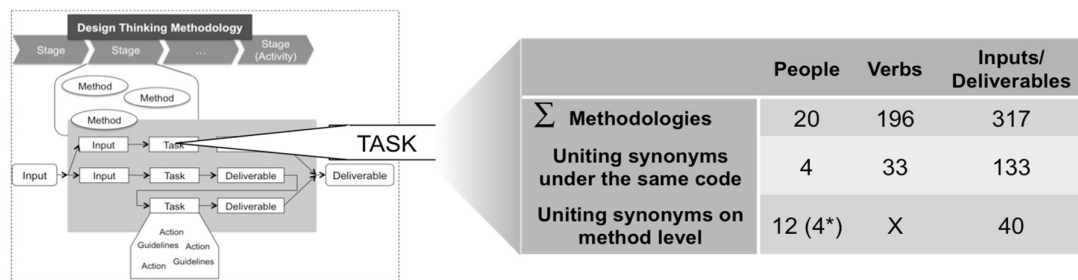 Design Thinking Methodology
Stage
Stage
...
Stage
(Activity)
Method
Method
Method
Input
Input
Task
Input
Task
Deliverable
Task
Deliverable
Deliverable
Action
Guidelines
Action
Action
Guidelines
TASK
People Verbs Inputs/
Deliverables
∑ Methodologies 20 196 317
Uniting synonyms
under the same code 4 33 133
Uniting synonyms on
method level 12 (4*) X 40